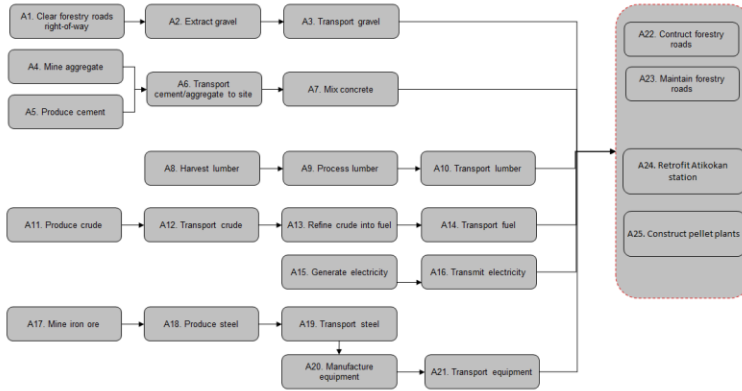 A1. Clear forestry roads
right-of-way
A2. Extract gravel
A3. Transport gravel
A4. Mine aggregate
A5. Produce cement
A6. Transport
cement/aggregate to site
A7. Mix concrete
A8. Harvest lumber
A9. Process lumber
A10. Transport lumber
A11. Produce crude
A12. Transport crude
A13. Refine crude into fuel
A14. Transport fuel
A15. Generate electricity
A16. Transmit electricity
A17. Mine iron ore
A18. Produce steel
A19. Transport steel
A20. Manufacture
equipment
A21. Transport equipment
A22. Contruct forestry
roads
A23. Maintain forestry
roads
A24. Retrofit Atikokan
station
A25. Construct pellet plants